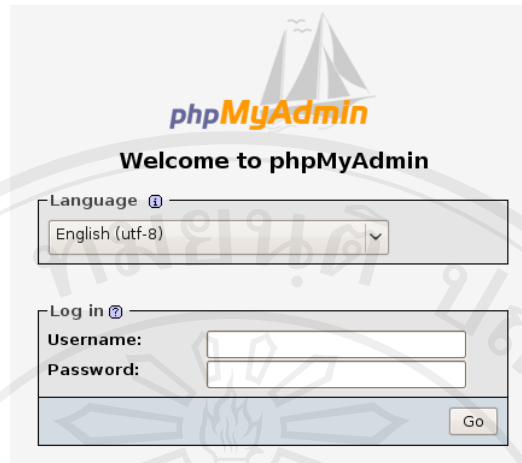 phpMyAdmin
Welcome to phpMyAdmin
Language
English (utf-8)
Log in
Username:
Password:
Go